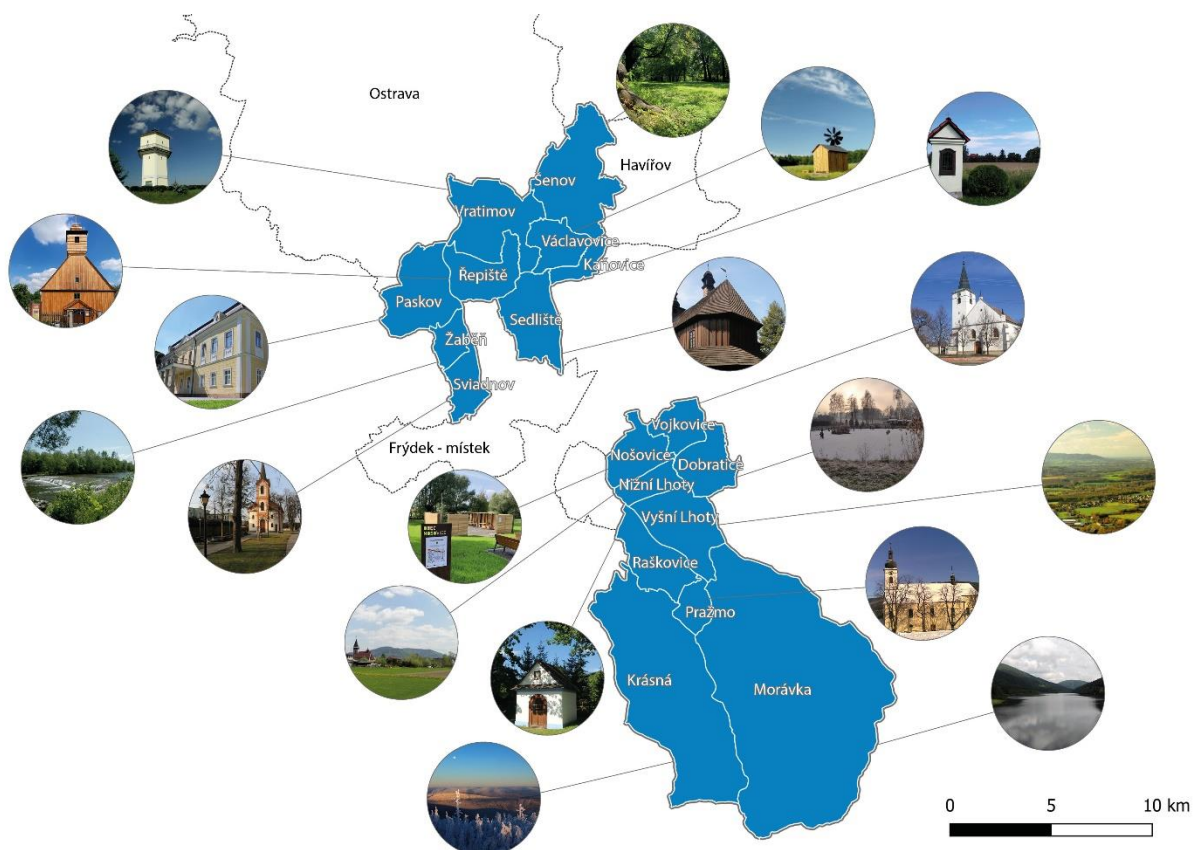 Ostrava
Havířov
Šenov
Vratimov
Václavovice
Kaňovice
Řepiště
Paskov
Sedliště
Žaběň
Sviadnov
Frýdek - místek
Vojkovice
Nošovice
Dobratice
Nižní Lhoty
Vyšní Lhoty
Raškovice
Pražmo
Krásná
Morávka
0 5 10 km